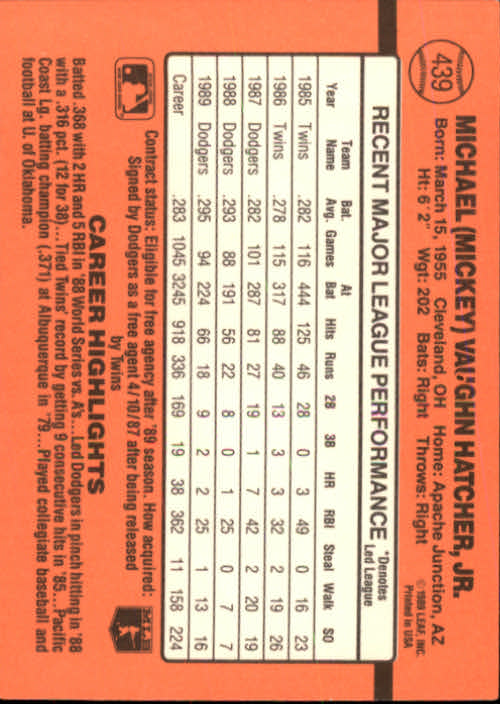 439
MICHAEL (MICKEY) VAUGHN HATCHER, JR.
Born: March 15, 1955 Cleveland, OH Home: Apache Junction, AZ
Ht: 6'2" Wgt: 202 Bats: Right Throws: Right
© 1989 LEAF, INC.
Printed in USA
RECENT MAJOR LEAGUE PERFORMANCE
*Denotes
Led League
Year Team Name Bat. Avg. Games At Bat Hits Runs 2B 3B HR RBI Steal Walk SO
1985 Twins .282 116 444 125 46 28 0 3 49 0 16 23
1986 Twins .278 115 317 88 40 13 3 3 32 2 19 26
1987 Dodgers .282 101 287 81 27 19 1 7 42 2 20 19
1988 Dodgers .293 88 191 56 22 8 0 1 25 0 7 7
1989 Dodgers .295 94 224 66 18 9 2 2 25 1 13 16
Career .283 1045 3245 918 336 169 19 38 362 11 158 224
Contract status: Eligible for free agency after '89 season. How acquired:
Signed by Dodgers as a free agent 4/10/87 after being released
by Twins
MLB
CAREER HIGHLIGHTS
Batted .368 with 2 HR and 5 RBI in '88 World Series vs. A's... Led Dodgers in pinch hitting in '88
with a .316 pct. (12 for 38)... Tied Twins' record by getting 9 consecutive hits in '85... Pacific
Coast Lg. batting champion (.371) at Albuquerque in '79... Played collegiate baseball and
football at U. of Oklahoma.